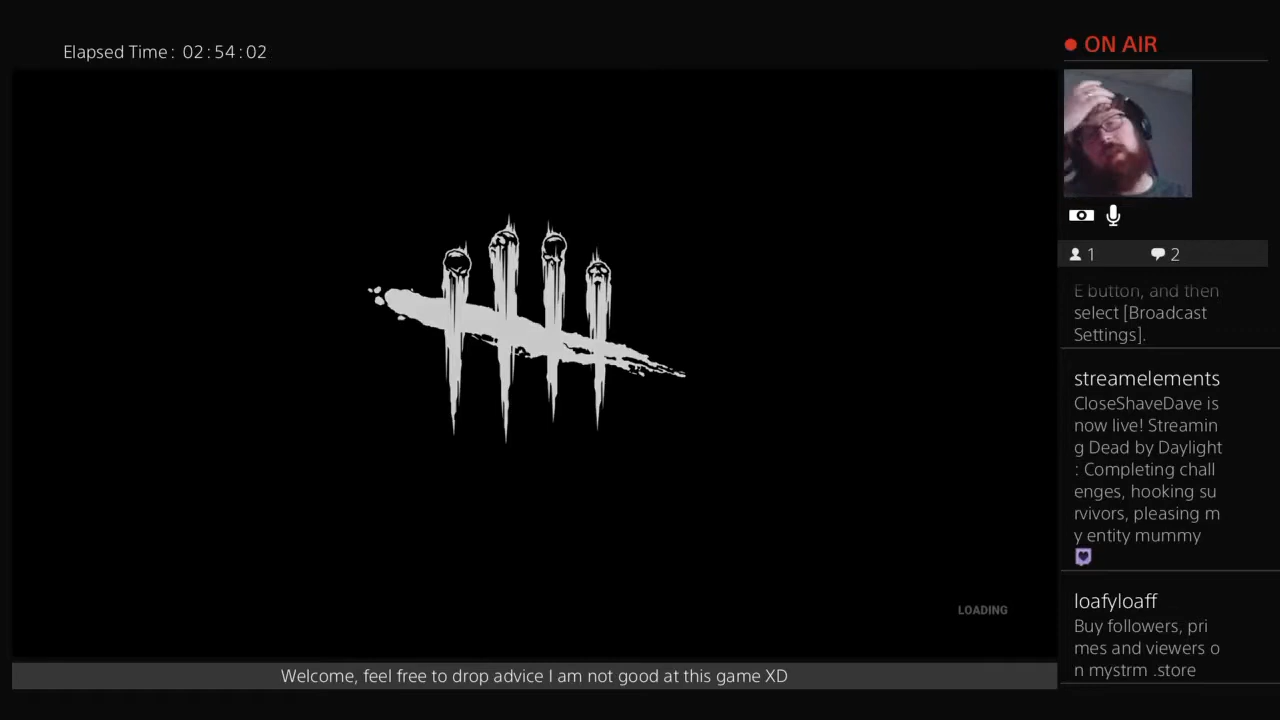 Elapsed Time: 02:54:02
ON AIR
1 2
E button, and then
select [Broadcast
Settings].
streamelements
CloseShaveDave is
now live! Streamin
g Dead by Daylight
: Completing chall
enges, hooking su
rvivors, pleasing m
y entity mummy
loafyloaff
Buy followers, pri
mes and viewers o
n mystrm .store
LOADING
Welcome, feel free to drop advice I am not good at this game XD